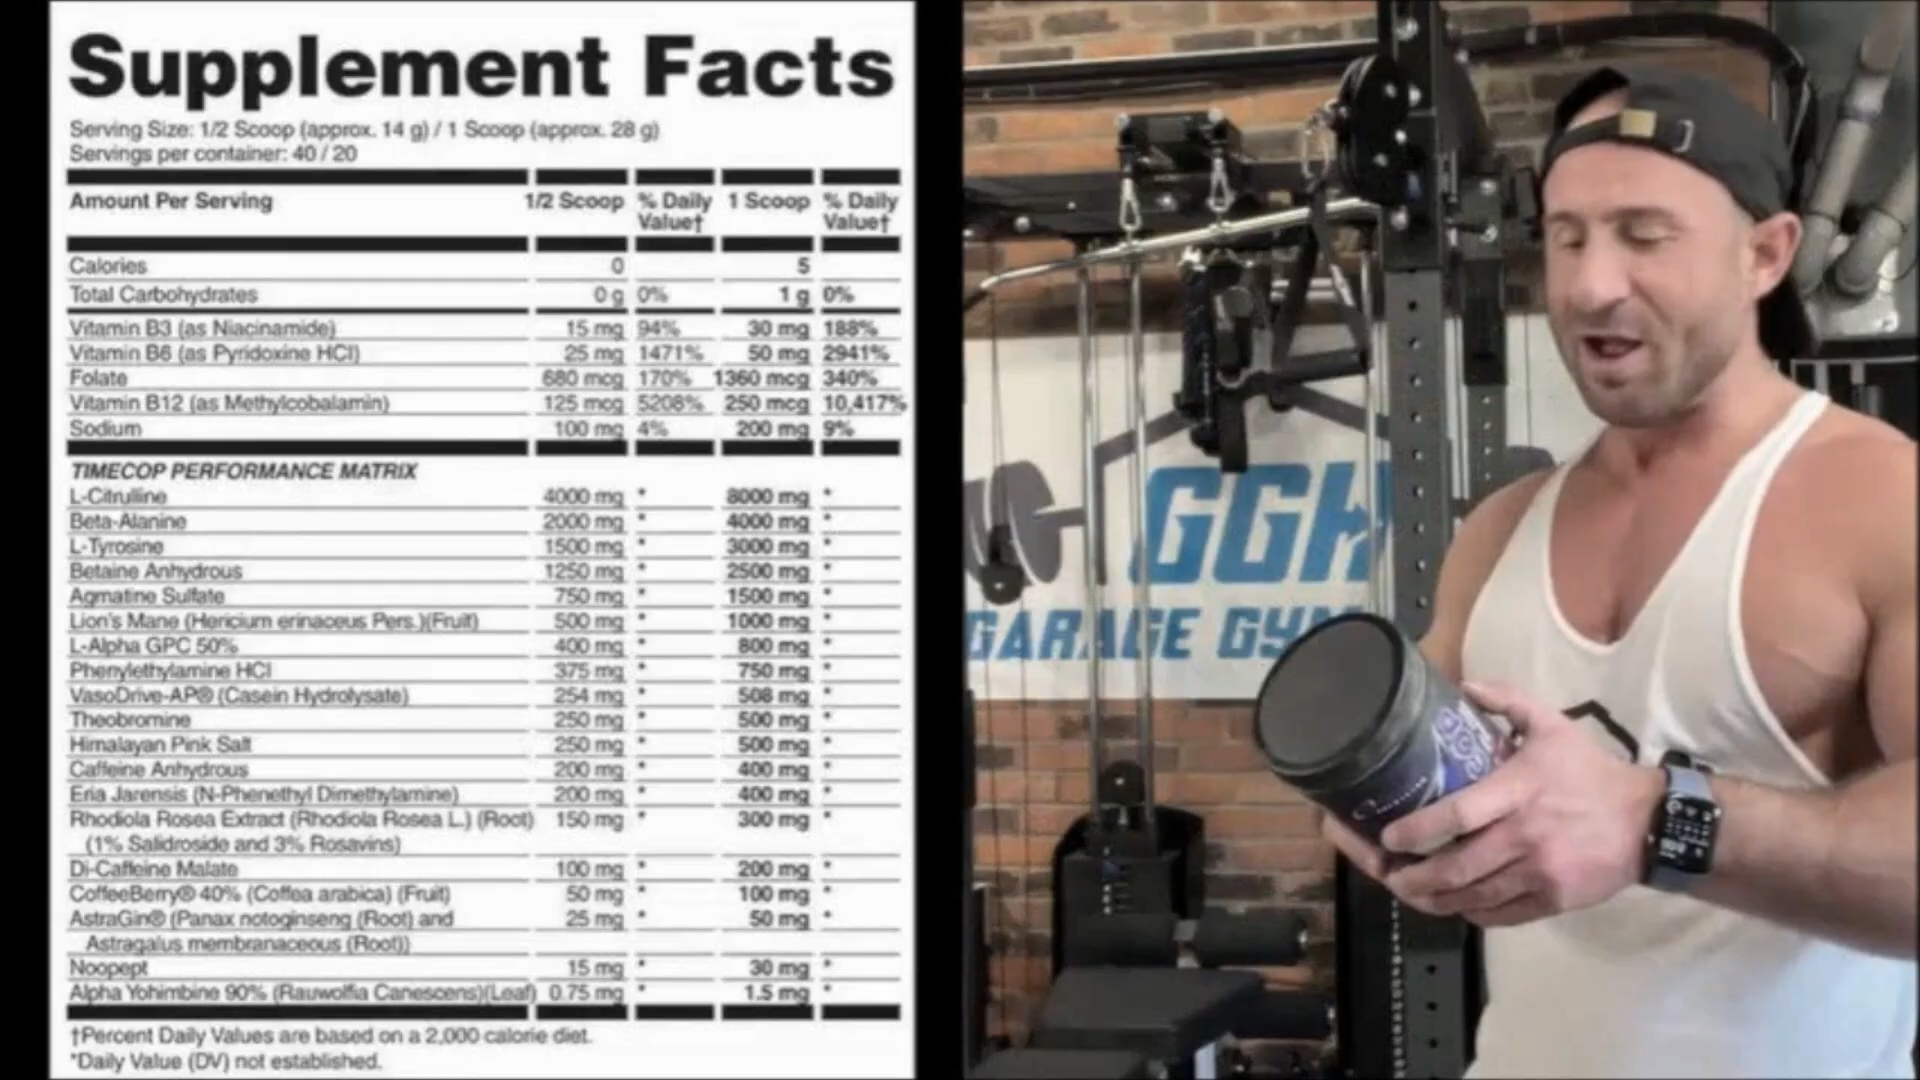 Supplement Facts
Serving Size: 1/2 Scoop (approx. 14 g) / 1 Scoop (approx. 28 g)
Servings per container: 40 / 20
Amount Per Serving 1/2 Scoop % Daily Value† 1 Scoop % Daily Value†
Calories 0 5
Total Carbohydrates 0 g 0% 1 g 0%
Vitamin B3 (as Niacinamide) 15 mg 94% 30 mg 188%
Vitamin B6 (as Pyridoxine HCl) 25 mg 1471% 50 mg 2941%
Folate 680 mcg 170% 1360 mcg 340%
Vitamin B12 (as Methylcobalamin) 125 mcg 5208% 250 mcg 10,417%
Sodium 100 mg 4% 200 mg 9%
TIMECOP PERFORMANCE MATRIX
L-Citrulline 4000 mg * 8000 mg *
Beta-Alanine 2000 mg * 4000 mg *
L-Tyrosine 1500 mg * 3000 mg *
Betaine Anhydrous 1250 mg * 2500 mg *
Agmatine Sulfate 750 mg * 1500 mg *
Lion's Mane (Hericium erinaceus Pers.)(Fruit) 500 mg * 1000 mg *
L-Alpha GPC 50% 400 mg * 800 mg *
Phenylethylamine HCl 375 mg * 750 mg *
VasoDrive-AP® (Casein Hydrolysate) 254 mg * 508 mg *
Theobromine 250 mg * 500 mg *
Himalayan Pink Salt 250 mg * 500 mg *
Caffeine Anhydrous 200 mg * 400 mg *
Eria Jarensis (N-Phenethyl Dimethylamine) 200 mg * 400 mg *
Rhodiola Rosea Extract (Rhodiola Rosea L.) (Root) 150 mg * 300 mg *
(1% Salidroside and 3% Rosavins)
Di-Caffeine Malate 100 mg * 200 mg *
CoffeeBerry® 40% (Coffea arabica) (Fruit) 50 mg * 100 mg *
AstraGin® (Panax notoginseng (Root) and 25 mg * 50 mg *
Astragalus membranaceous (Root))
Noopept 15 mg * 30 mg *
Alpha Yohimbine 90% (Rauwolfia Canescens)(Leaf) 0.75 mg * 1.5 mg *
†Percent Daily Values are based on a 2,000 calorie diet.
*Daily Value (DV) not established.
GGH
GARAGE GYM